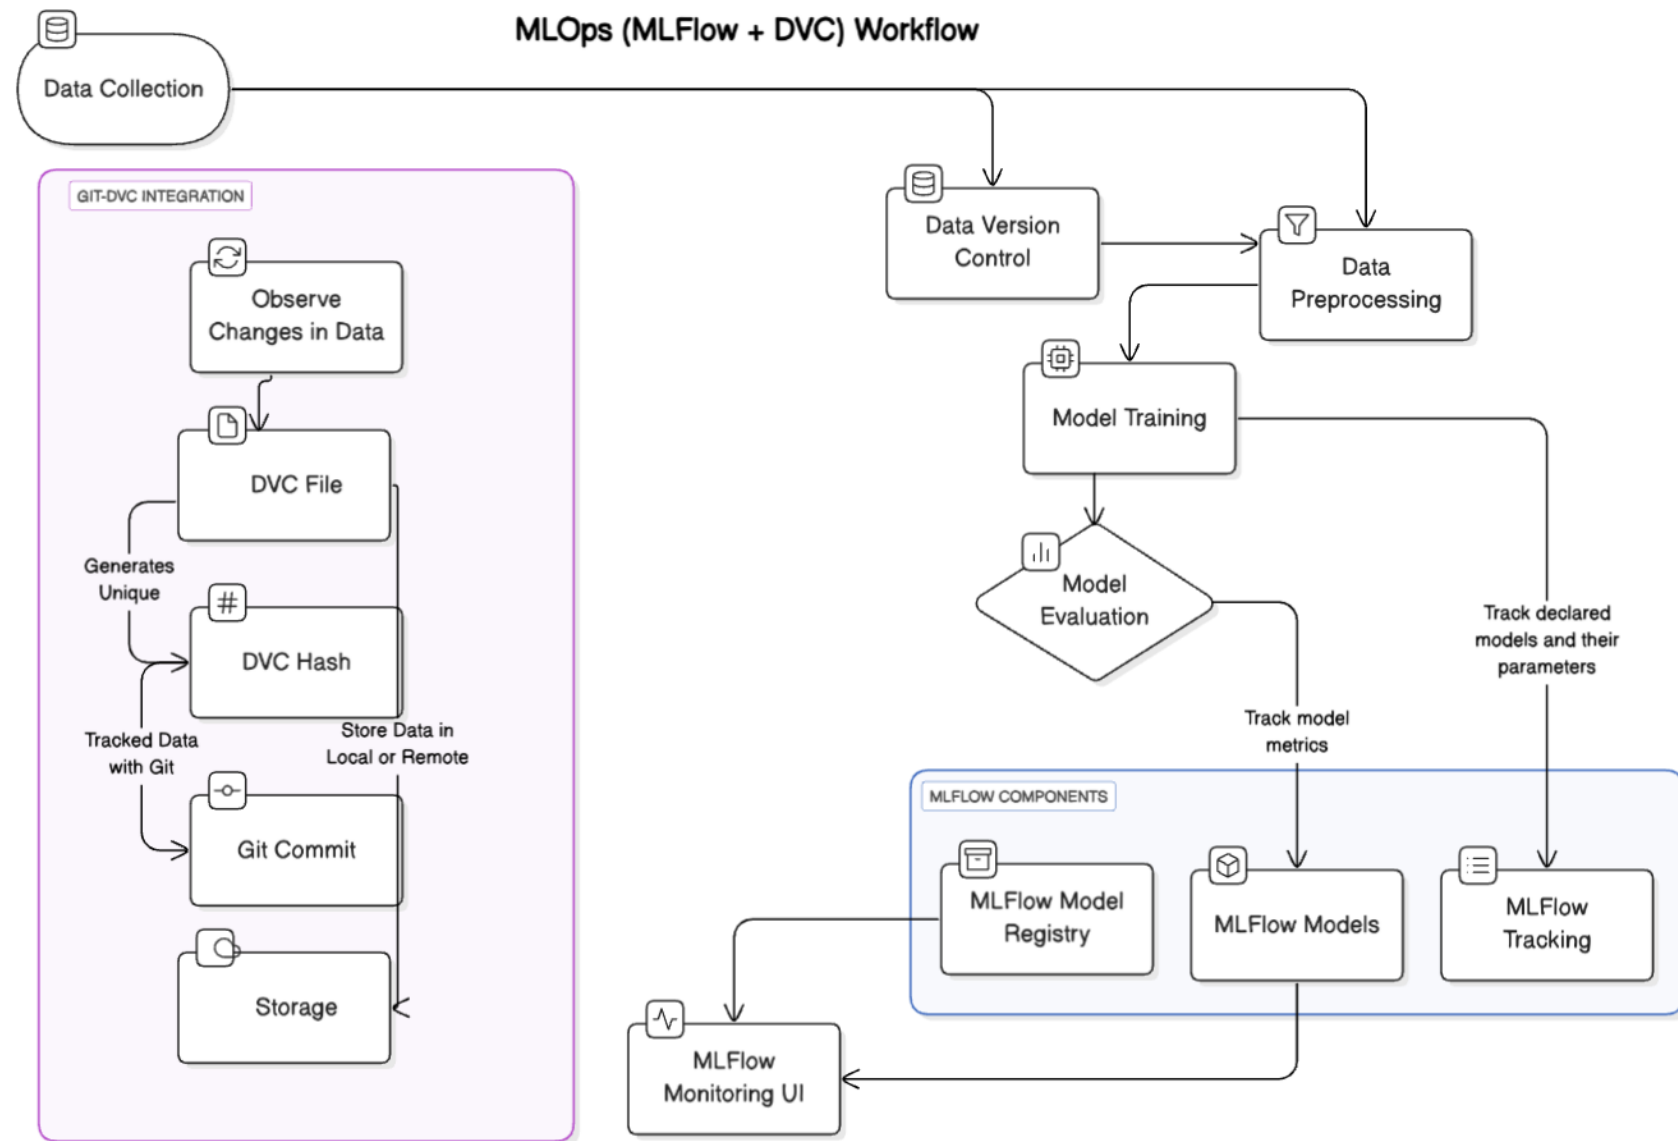 MLOps (MLFlow + DVC) Workflow
Data Collection
GIT-DVC INTEGRATION
Observe
Changes in Data
DVC File
Generates
Unique
#
DVC Hash
Tracked Data
with Git
Store Data in
Local or Remote
Git Commit
Storage
Data Version
Control
Data
Preprocessing
Model Training
Model
Evaluation
Track model
metrics
Track declared
models and their
parameters
MLFLOW COMPONENTS
MLFlow Model
Registry
MLFlow Models
MLFlow
Tracking
MLFlow
Monitoring UI